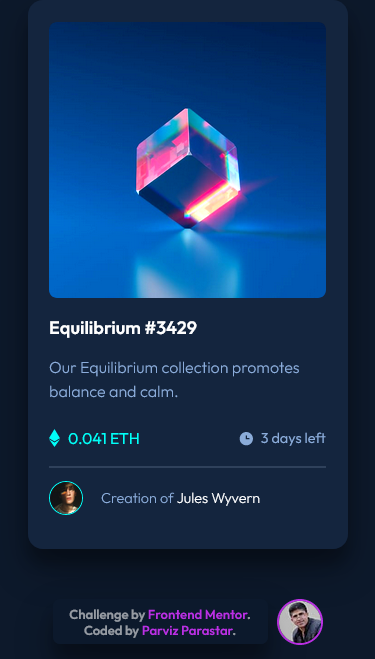 Equilibrium #3429
Our Equilibrium collection promotes
balance and calm.
0.041 ETH 3 days left
Creation of Jules Wyvern
Challenge by Frontend Mentor.
Coded by Parviz Parastar.